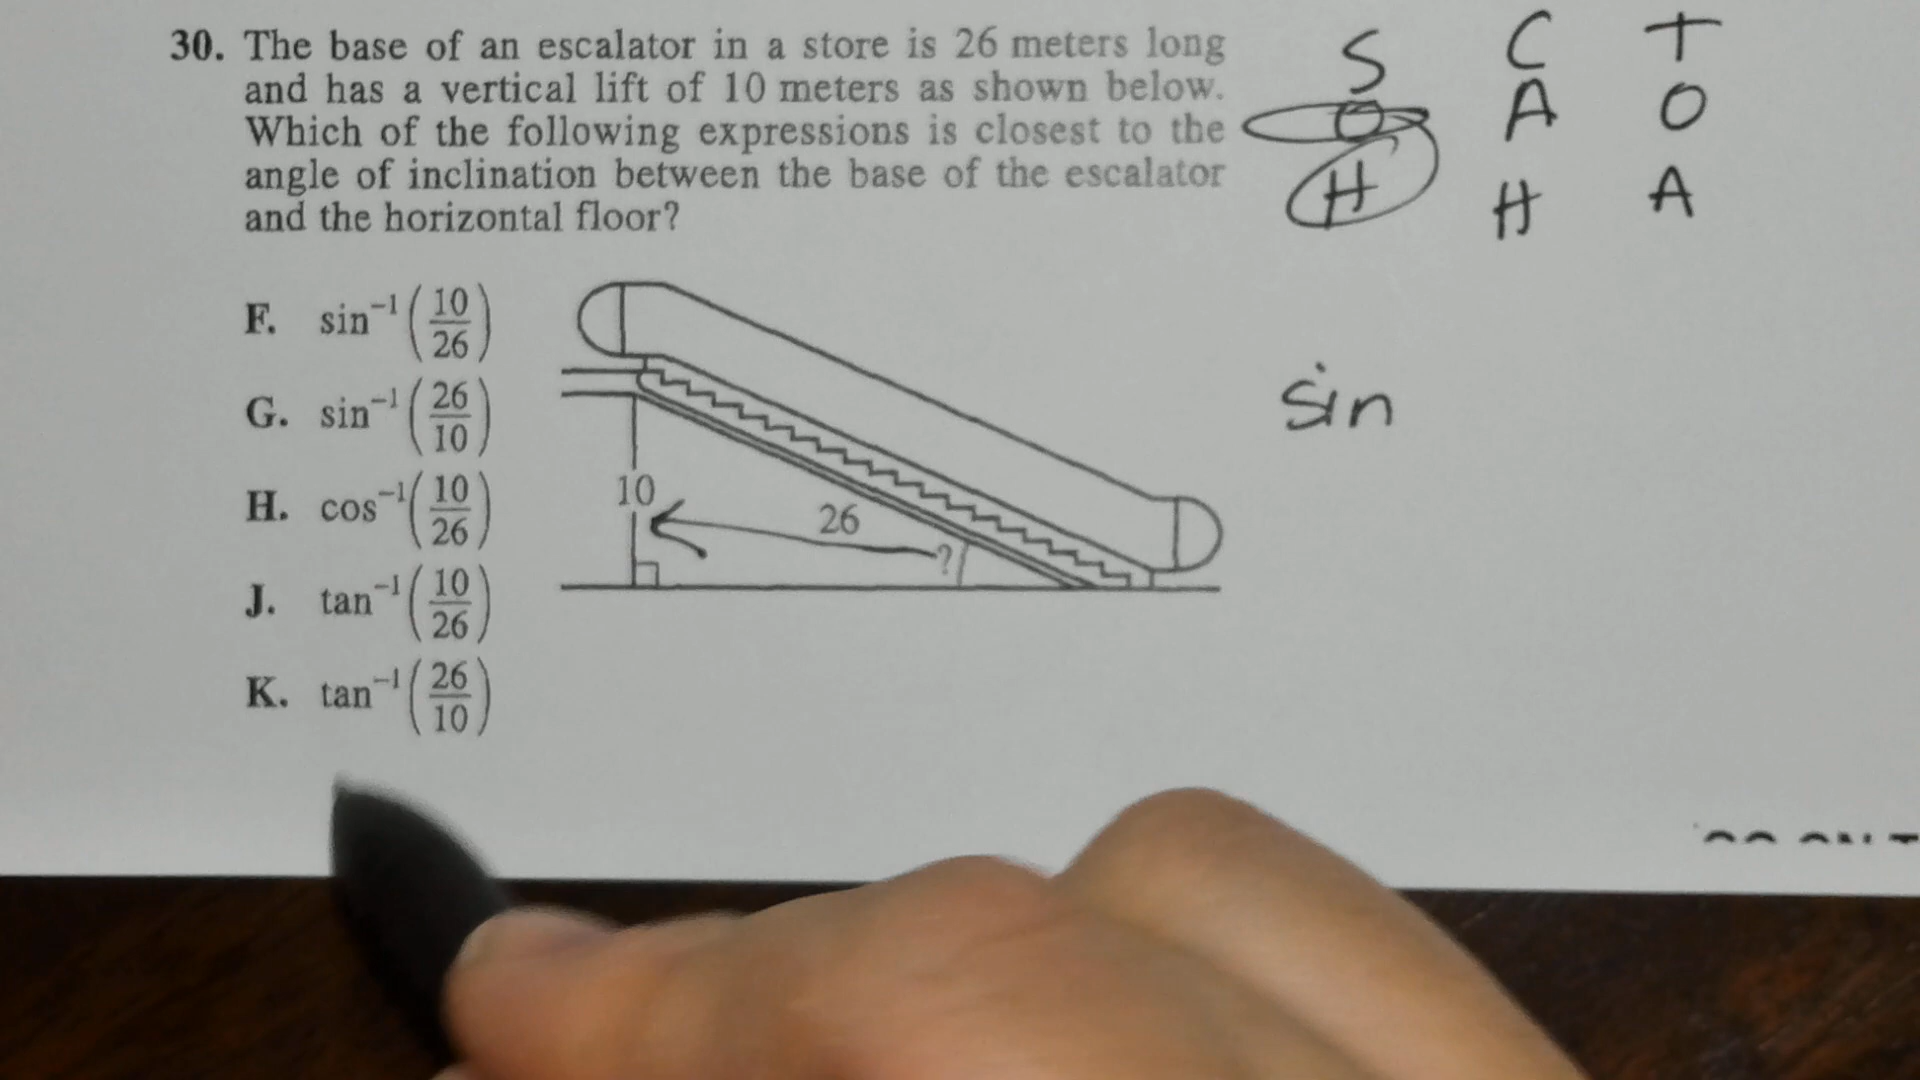 30. The base of an escalator in a store is 26 meters long
and has a vertical lift of 10 meters as shown below.
Which of the following expressions is closest to the
angle of inclination between the base of the escalator
and the horizontal floor?
F. sin⁻¹(10/26)
G. sin⁻¹(26/10)
H. cos⁻¹(10/26)
J. tan⁻¹(10/26)
K. tan⁻¹(26/10)
10
26
?
S C T
O A O
H H A
sin